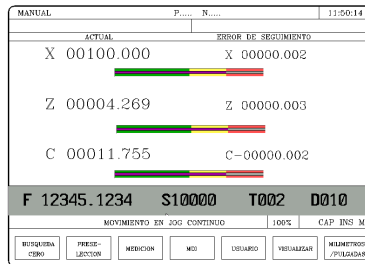 MANUAL P..... N..... 11:50:14
ACTUAL ERROR DE SEGUIMIENTO
X 00100.000 X 00000.002
Z 00004.269 Z 00000.003
C 00011.755 C-00000.002
F 12345.1234 S10000 T002 D010
MOVIMIENTO EN JOG CONTINUO 100% CAP INS M
BUSQUEDA CERO PRESE- LECCION MEDICION MDI USUARIO VISUALIZAR MILIMETROS /PULGADAS